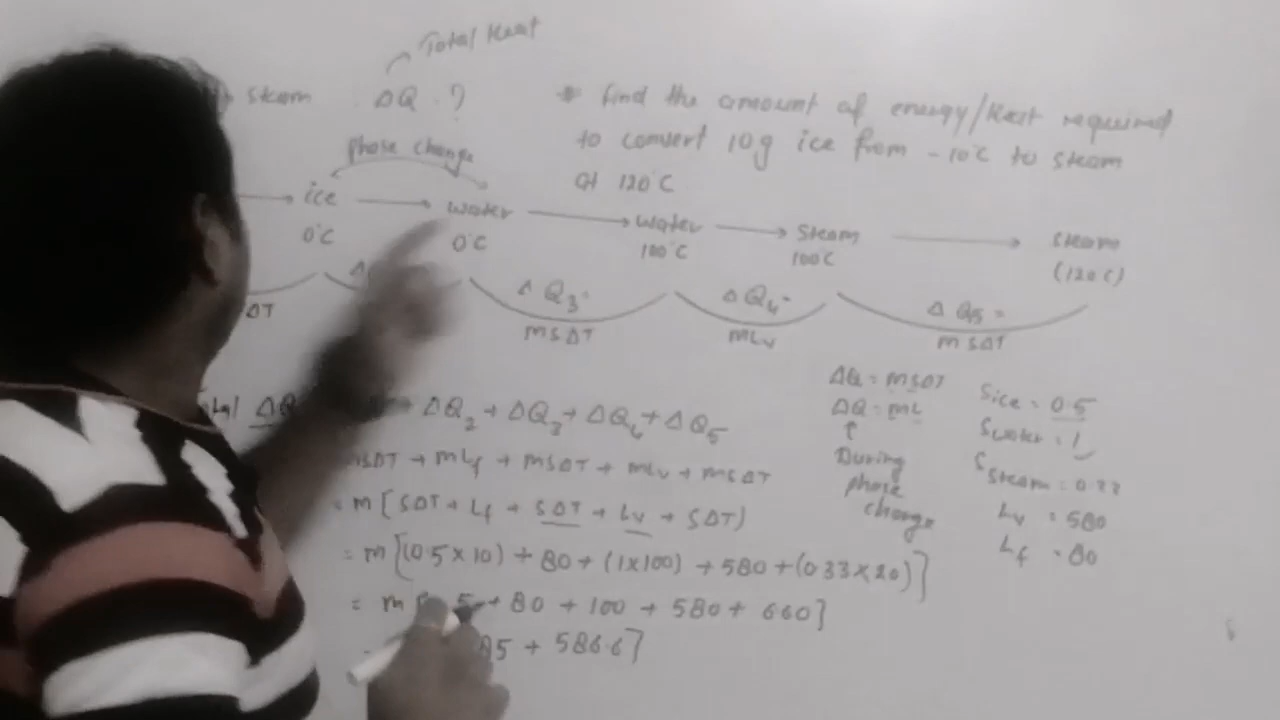 Total Heat
steam ΔQ ?
* find the amount of energy/Heat required
to convert 10g ice from -10°C to steam
at 120°C
phase change
ice → water → water → steam → steam
0°C 0°C 100°C 100°C (120°C)
ΔQ3= ΔQ4= ΔQ5=
ΔT msΔT mLv msΔT
ΔQ = msΔT
ΔQ = mL
↑
During
phase
change
Sice = 0.5
Swater = 1
Ssteam = 0.33
Lv = 580
Lf = 80
ΔQ2 + ΔQ3 + ΔQ4 + ΔQ5
msΔT + mLf + msΔT + mLv + msΔT
= m[SΔT + Lf + SΔT + Lv + SΔT)
= m[(0.5×10) + 80 + (1×100) + 580 + (0.33×20)]
= m[ 5 + 80 + 100 + 580 + 660]
85 + 586.6]